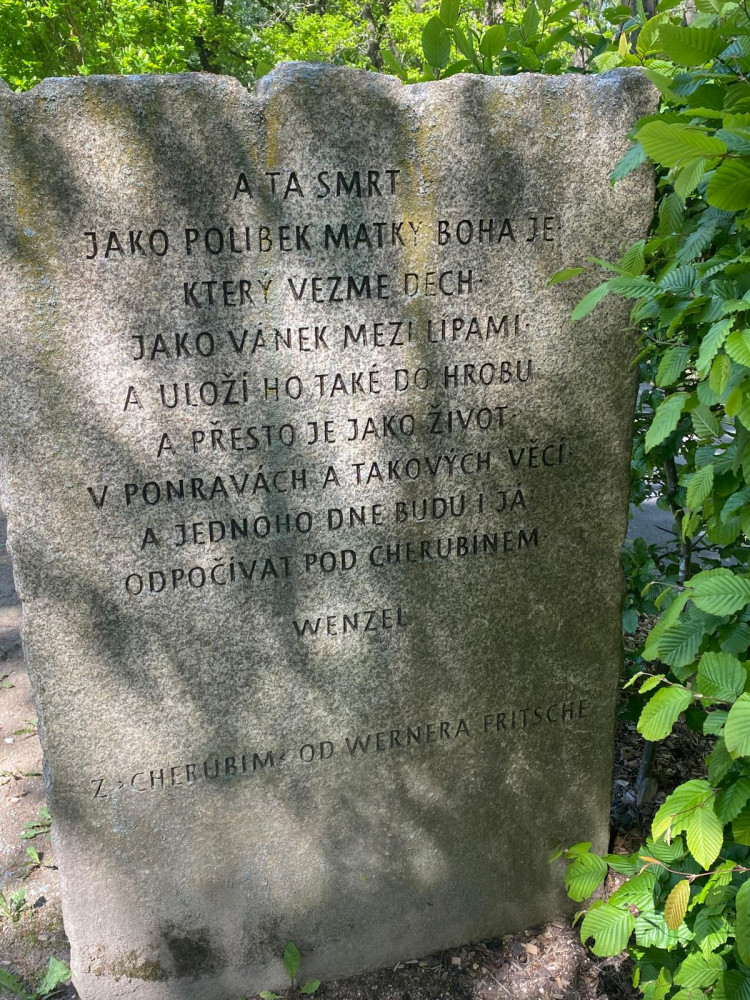 A TA SMRT
JAKO POLIBEK MATKY BOHA JE·
KTERÝ VEZME DECH·
JAKO VÁNEK MEZI LIPAMI·
A ULOŽÍ HO TAKÉ DO HROBU·
A PŘESTO JE JAKO ŽIVOT
V PONRAVÁCH A TAKOVÝCH VĚCÍ·
A JEDNOHO DNE BUDU I JÁ
ODPOČÍVAT POD CHERUBÍNEM·
WENZEL
Z ›CHERUBIM‹ OD WERNERA FRITSCHE